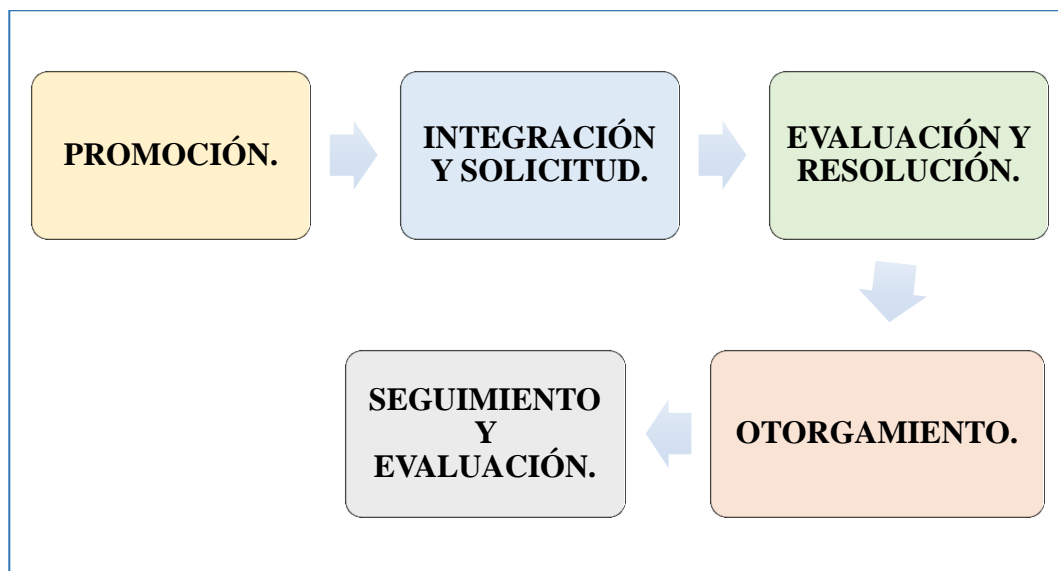 PROMOCIÓN.
INTEGRACIÓN
Y SOLICITUD.
EVALUACIÓN Y
RESOLUCIÓN.
OTORGAMIENTO.
SEGUIMIENTO
Y
EVALUACIÓN.